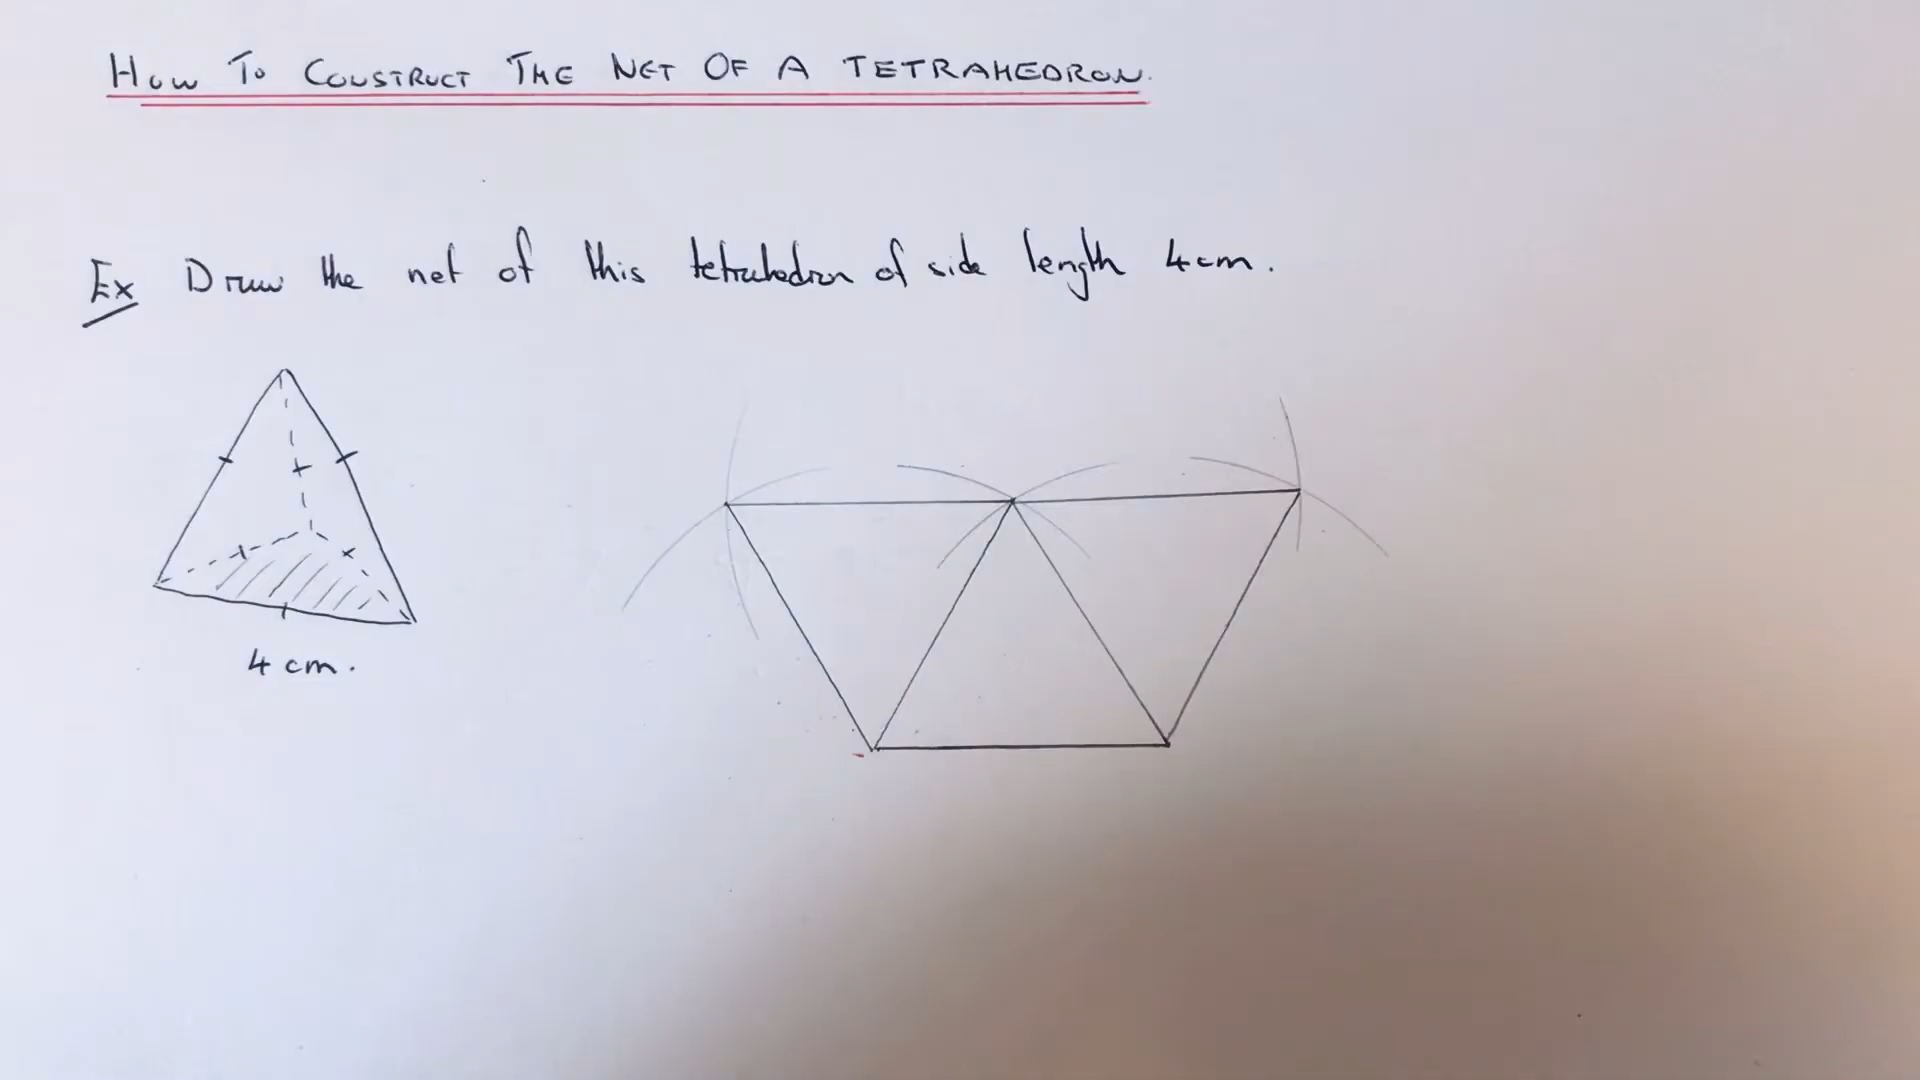 HOW TO CONSTRUCT THE NET OF A TETRAHEDRON.
Ex Draw the net of this tetrahedron of side length 4cm.
4 cm.